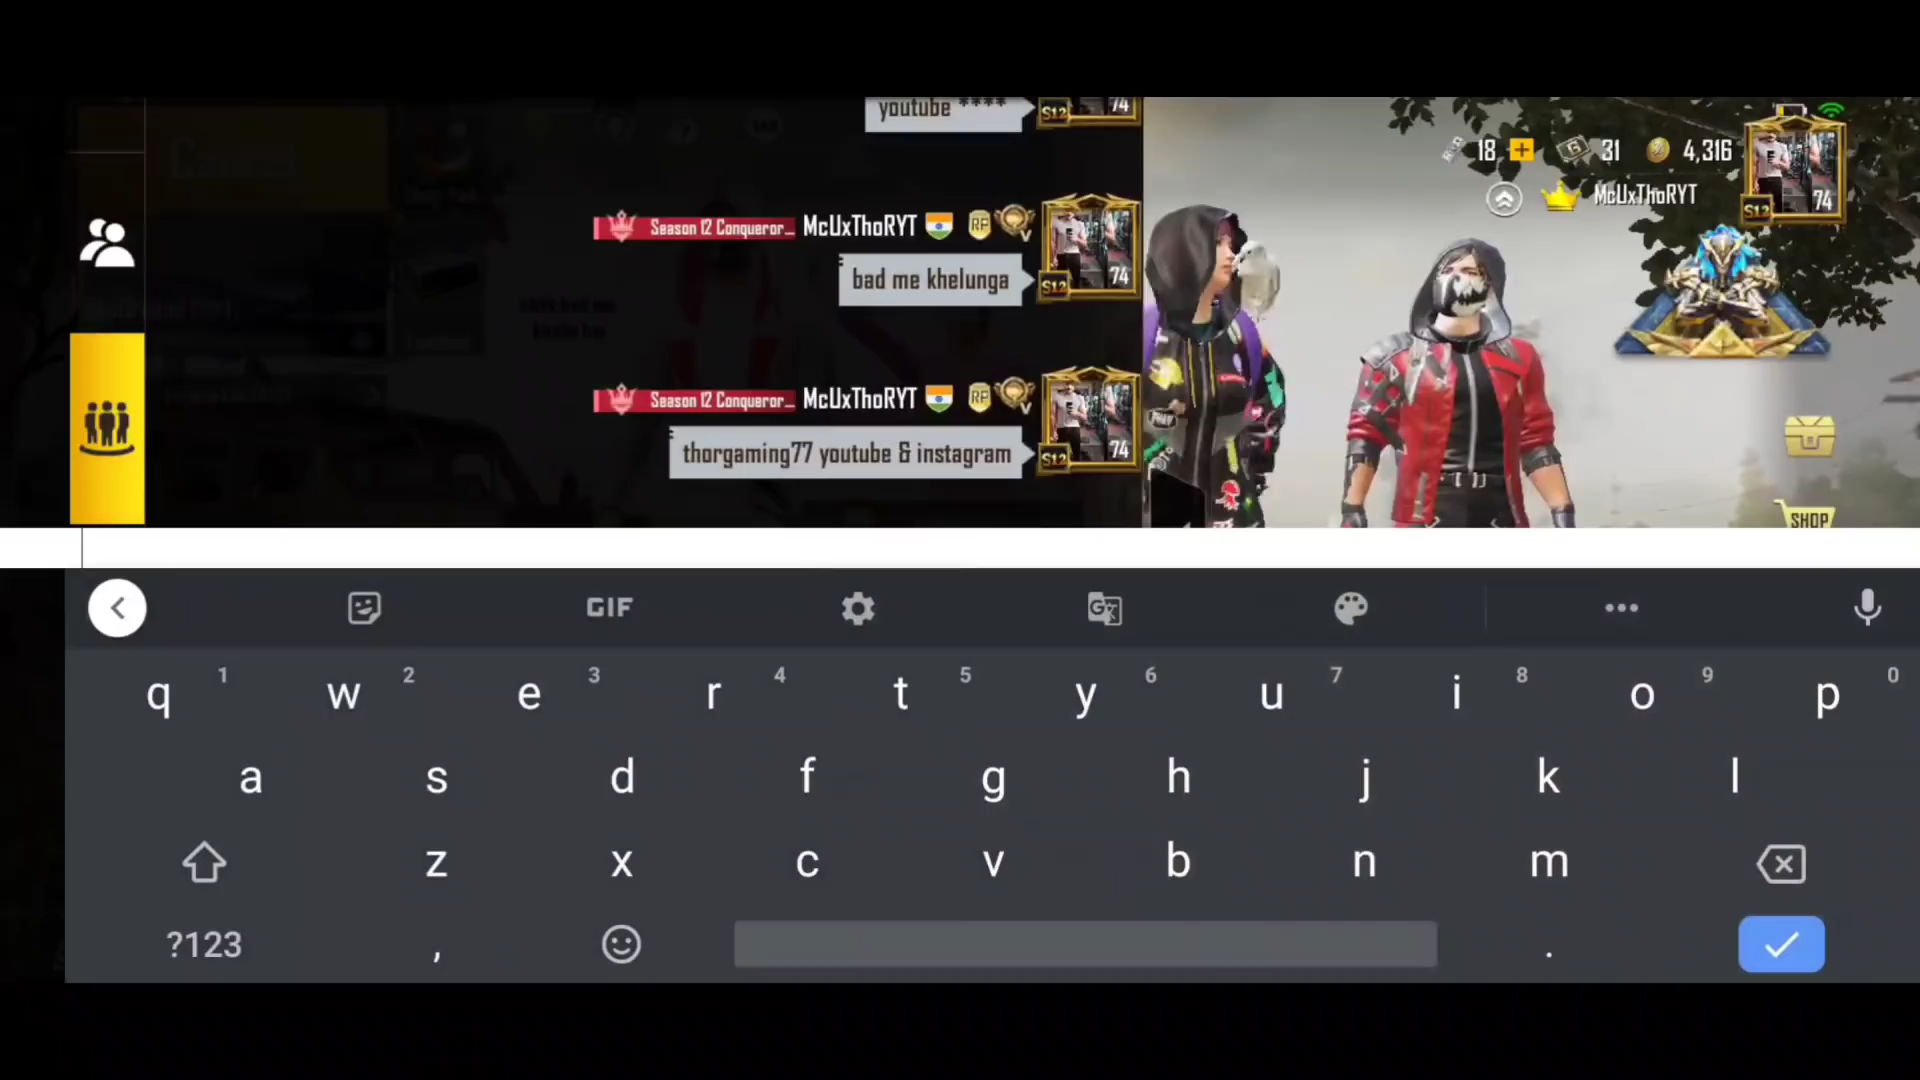 youtube ****
74
S12
18
31
4,316
McUxThoRYT
74
S12
Season 12 Conqueror... McUxThoRYT RP V
74
S12
bad me khelunga
Season 12 Conqueror... McUxThoRYT RP V
74
S12
thorgaming77 youtube & instagram
SHOP
GIF
q 1 w 2 e 3 r 4 t 5 y 6 u 7 i 8 o 9 p 0
a s d f g h j k l
z x c v b n m
?123 , .